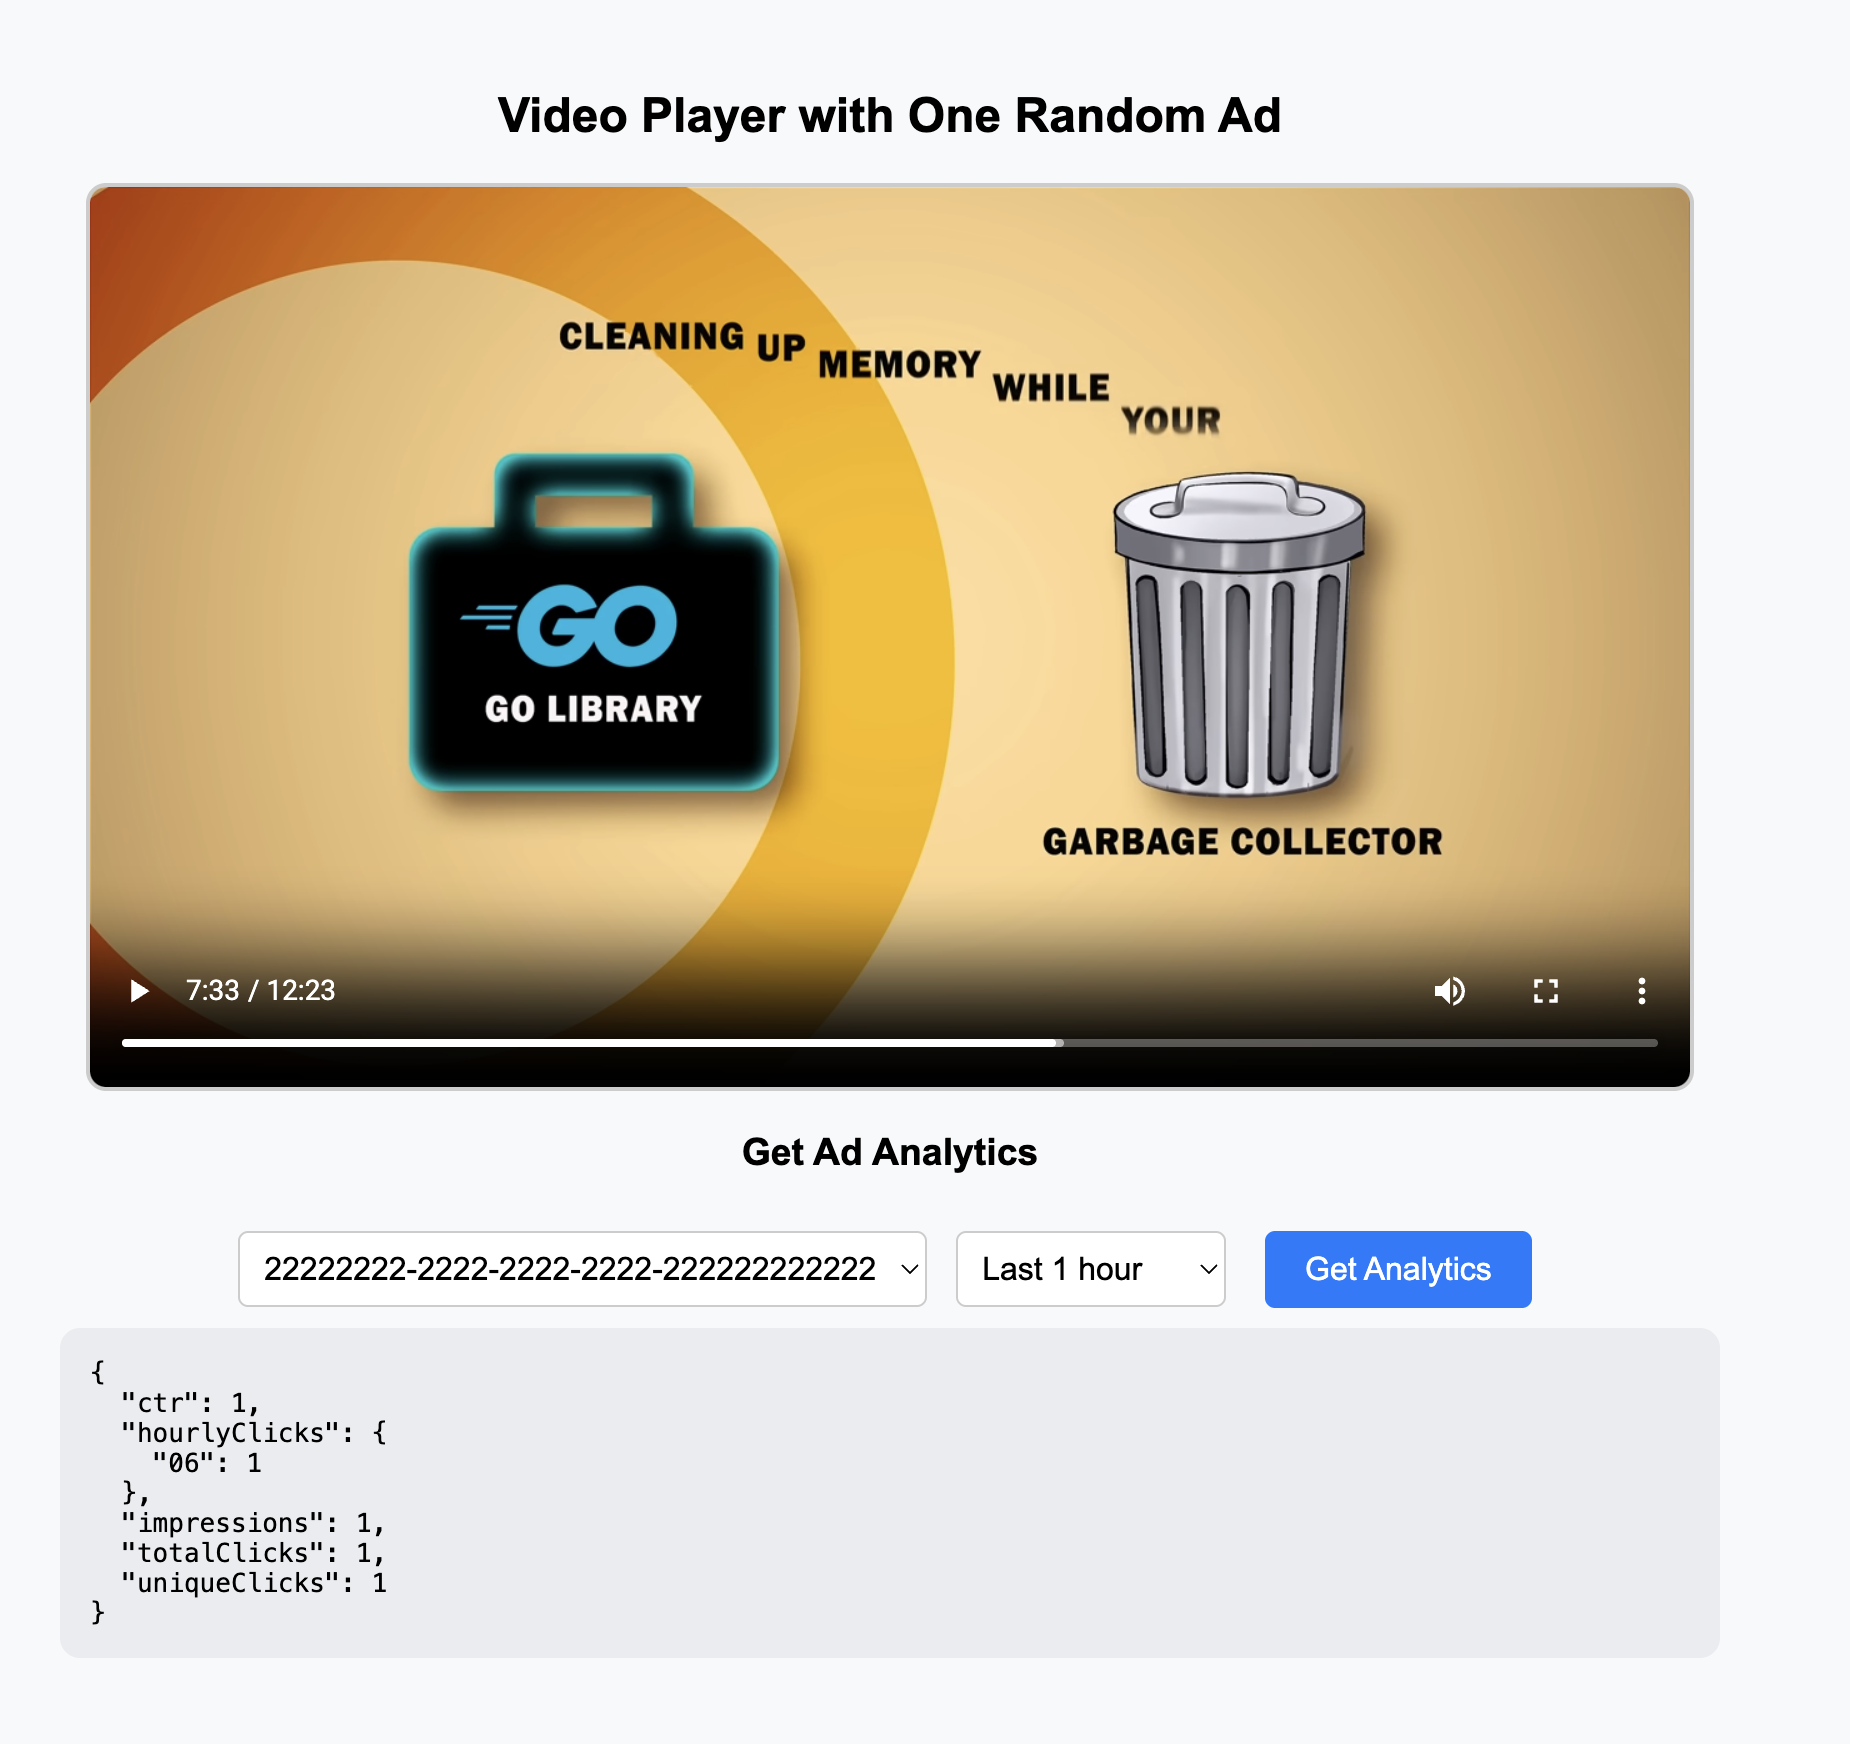 Video Player with One Random Ad
CLEANING UP MEMORY WHILE YOUR
GO
GO LIBRARY
GARBAGE COLLECTOR
7:33 / 12:23
Get Ad Analytics
22222222-2222-2222-2222-222222222222
Last 1 hour
Get Analytics
{
  "ctr": 1,
  "hourlyClicks": {
    "06": 1
  },
  "impressions": 1,
  "totalClicks": 1,
  "uniqueClicks": 1
}